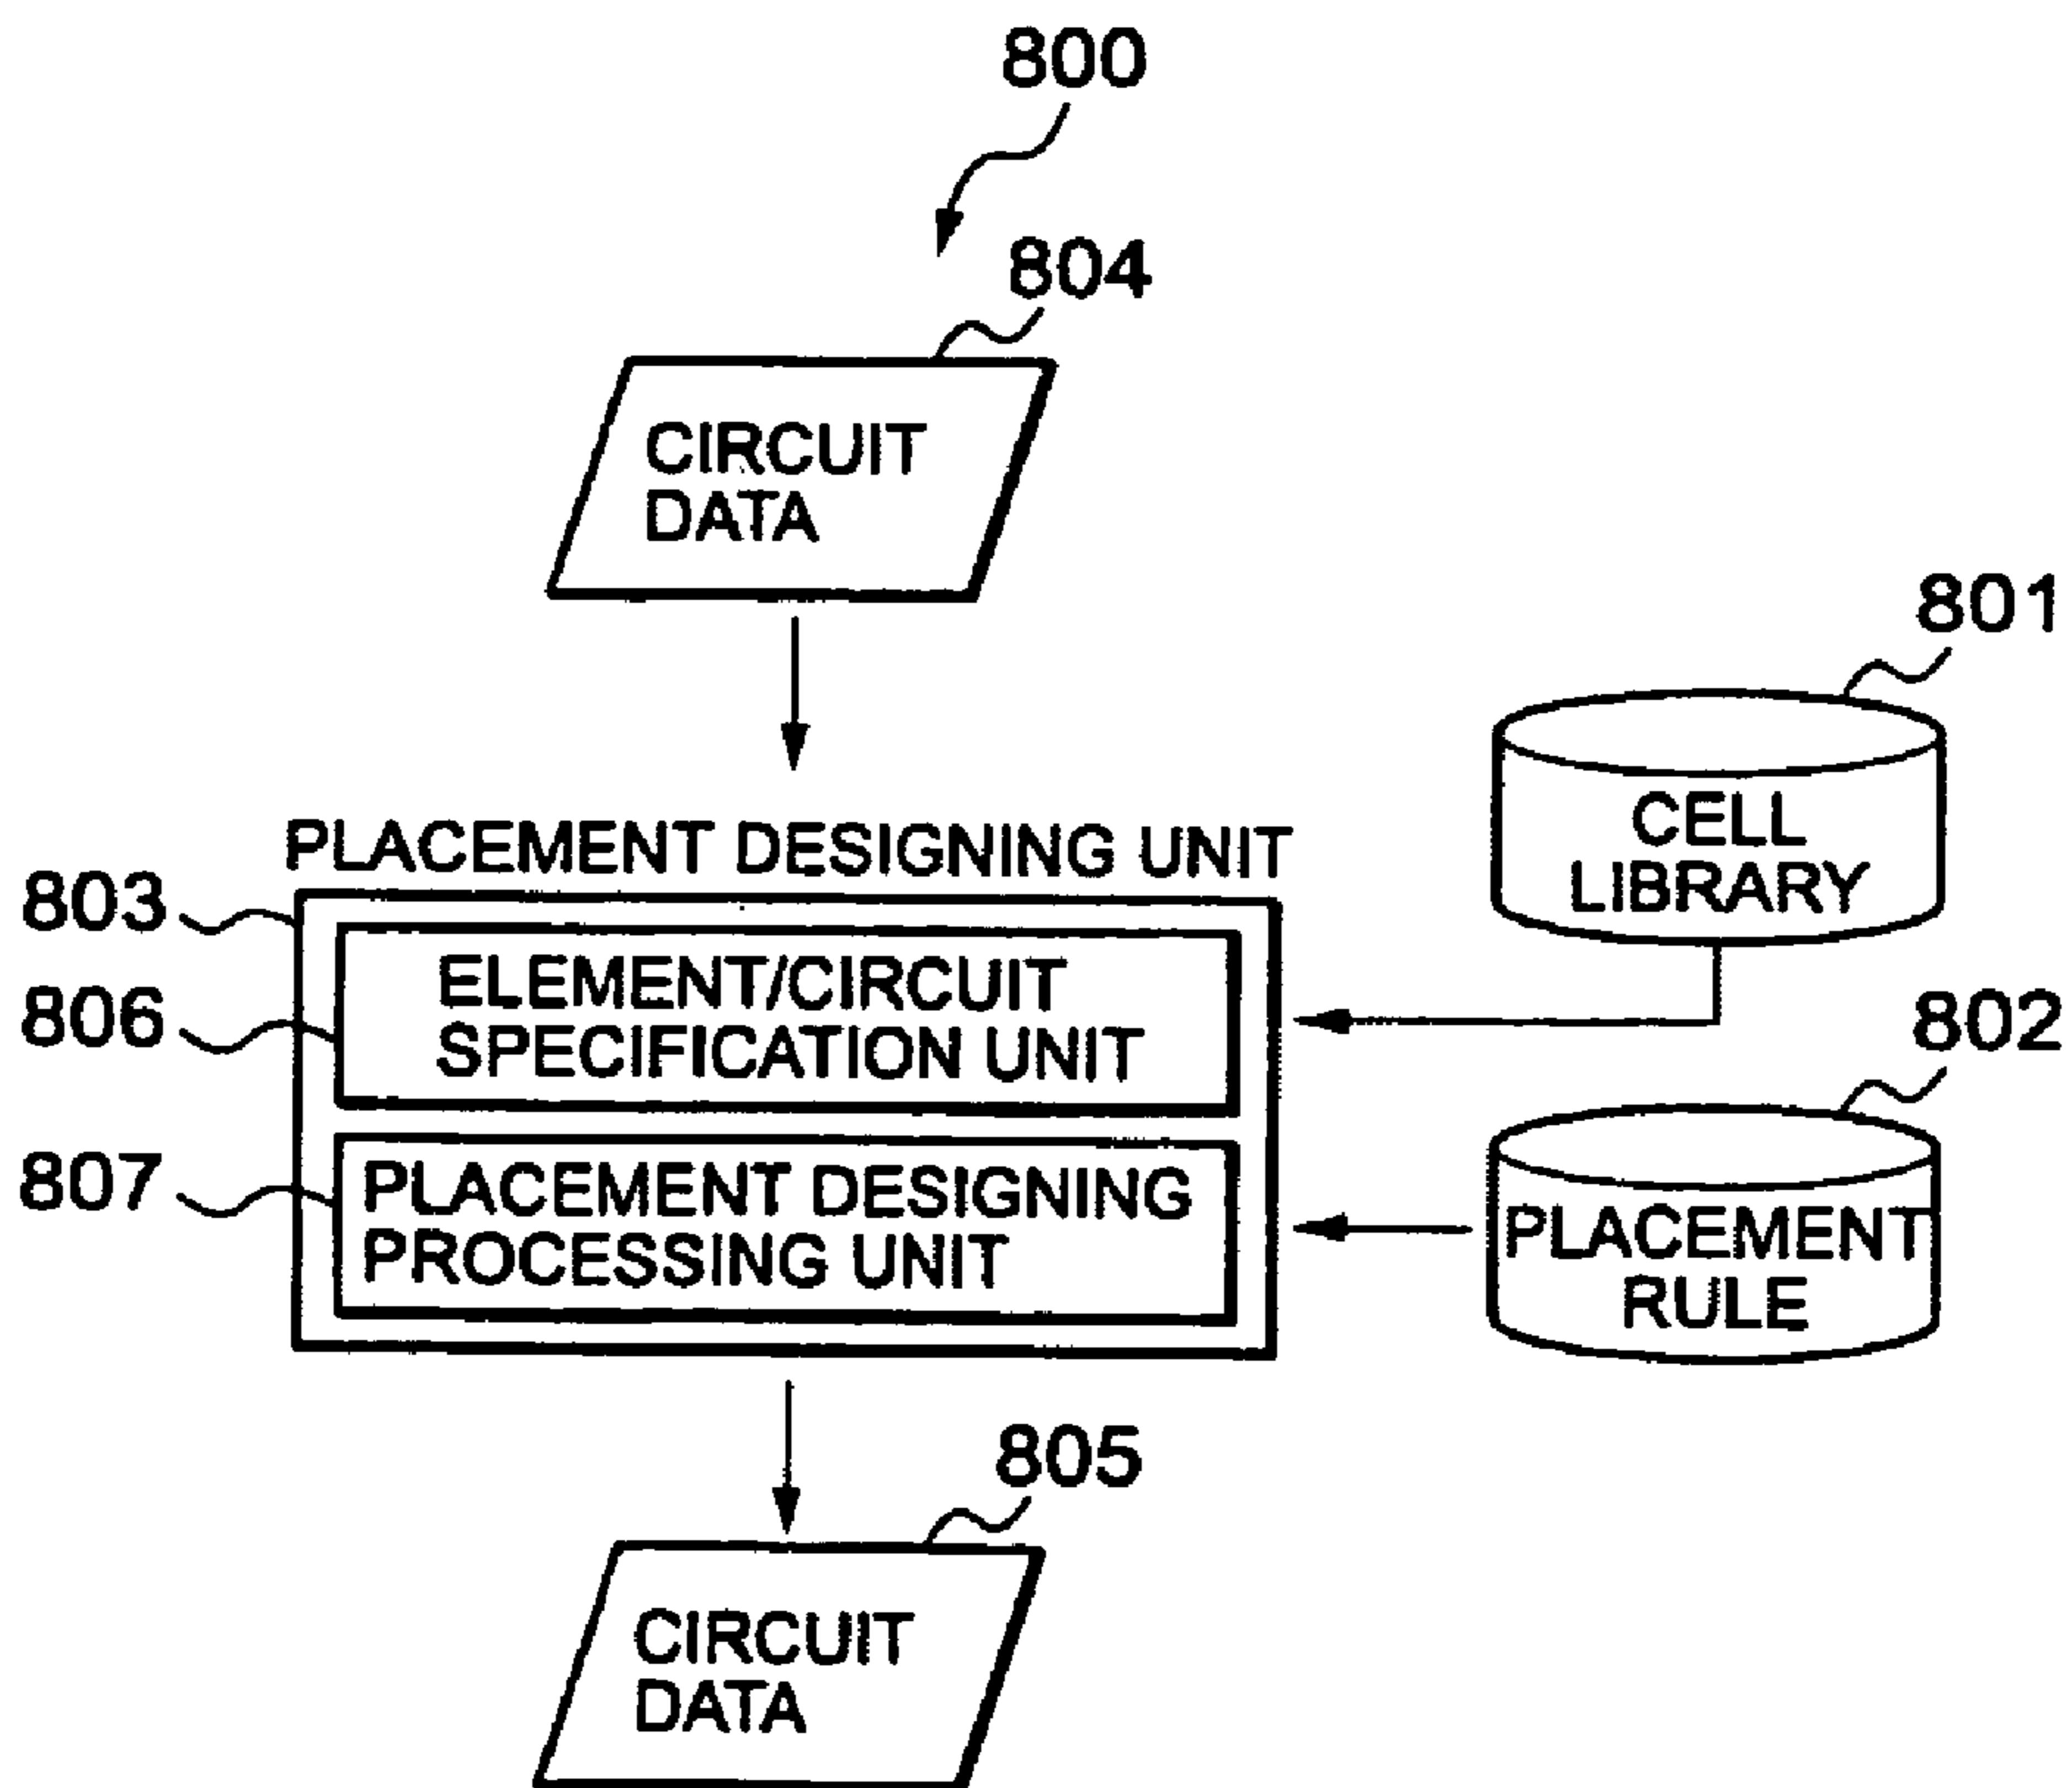 800
804
CIRCUIT
DATA
801
CELL
LIBRARY
PLACEMENT DESIGNING UNIT
803
ELEMENT/CIRCUIT
SPECIFICATION UNIT
806
802
PLACEMENT
RULE
807
PLACEMENT DESIGNING
PROCESSING UNIT
805
CIRCUIT
DATA